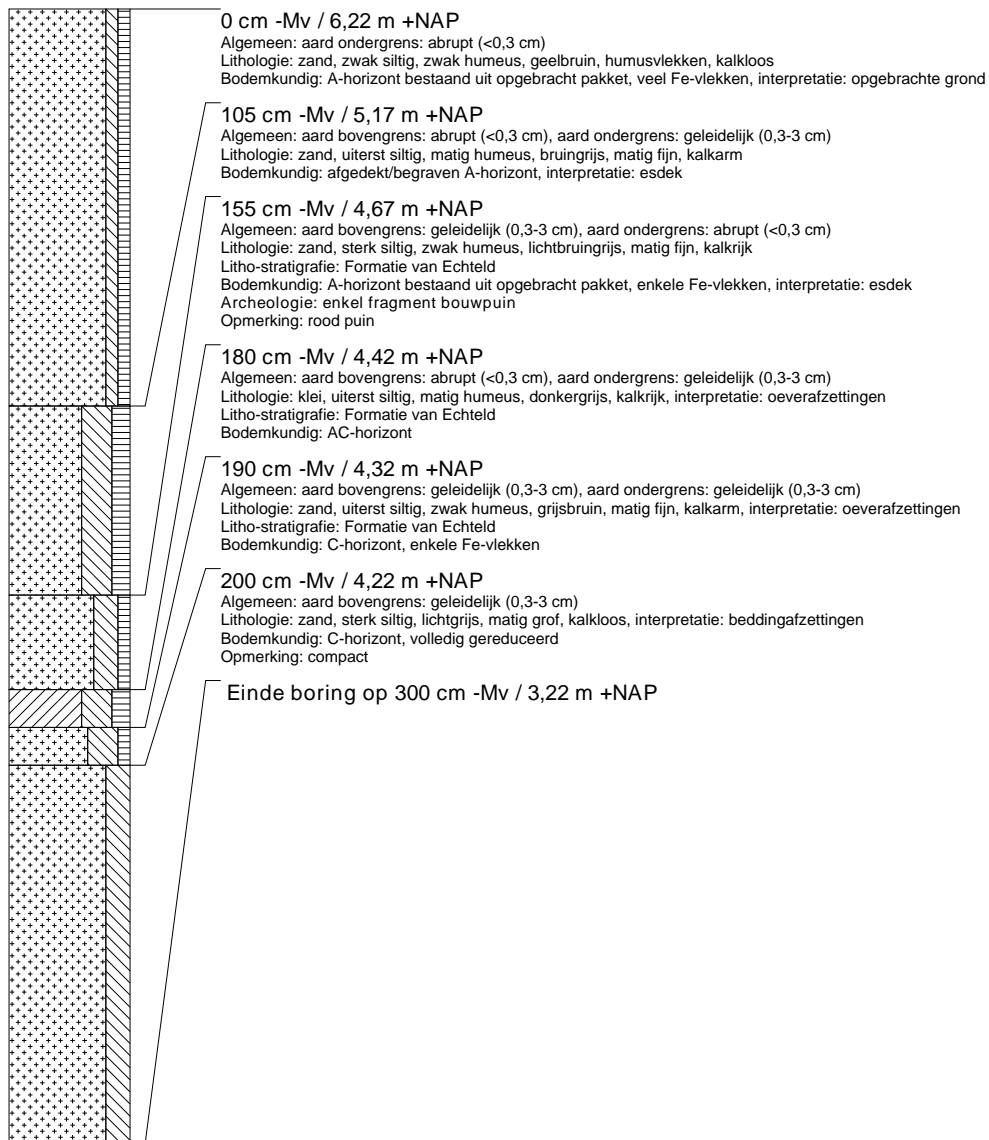 0 cm -Mv / 6,22 m +NAP
Algemeen: aard ondergrens: abrupt (<0,3 cm)
Lithologie: zand, zwak siltig, zwak humeus, geelbruin, humusvlekken, kalkloos
Bodemkundig: A-horizont bestaand uit opgebracht pakket, veel Fe-vlekken, interpretatie: opgebrachte grond
105 cm -Mv / 5,17 m +NAP
Algemeen: aard bovengrens: abrupt (<0,3 cm), aard ondergrens: geleidelijk (0,3-3 cm)
Lithologie: zand, uiterst siltig, matig humeus, bruingrijs, matig fijn, kalkarm
Bodemkundig: afgedekt/begraven A-horizont, interpretatie: esdek
155 cm -Mv / 4,67 m +NAP
Algemeen: aard bovengrens: geleidelijk (0,3-3 cm), aard ondergrens: abrupt (<0,3 cm)
Lithologie: zand, sterk siltig, zwak humeus, lichtbruingrijs, matig fijn, kalkrijk
Litho-stratigrafie: Formatie van Echteld
Bodemkundig: A-horizont bestaand uit opgebracht pakket, enkele Fe-vlekken, interpretatie: esdek
Archeologie: enkel fragment bouwpuin
Opmerking: rood puin
180 cm -Mv / 4,42 m +NAP
Algemeen: aard bovengrens: abrupt (<0,3 cm), aard ondergrens: geleidelijk (0,3-3 cm)
Lithologie: klei, uiterst siltig, matig humeus, donkergrijs, kalkrijk, interpretatie: oeverafzettingen
Litho-stratigrafie: Formatie van Echteld
Bodemkundig: AC-horizont
190 cm -Mv / 4,32 m +NAP
Algemeen: aard bovengrens: geleidelijk (0,3-3 cm), aard ondergrens: geleidelijk (0,3-3 cm)
Lithologie: zand, uiterst siltig, zwak humeus, grijsbruin, matig fijn, kalkarm, interpretatie: oeverafzettingen
Litho-stratigrafie: Formatie van Echteld
Bodemkundig: C-horizont, enkele Fe-vlekken
200 cm -Mv / 4,22 m +NAP
Algemeen: aard bovengrens: geleidelijk (0,3-3 cm)
Lithologie: zand, sterk siltig, lichtgrijs, matig grof, kalkloos, interpretatie: beddingafzettingen
Bodemkundig: C-horizont, volledig gereduceerd
Opmerking: compact
Einde boring op 300 cm -Mv / 3,22 m +NAP